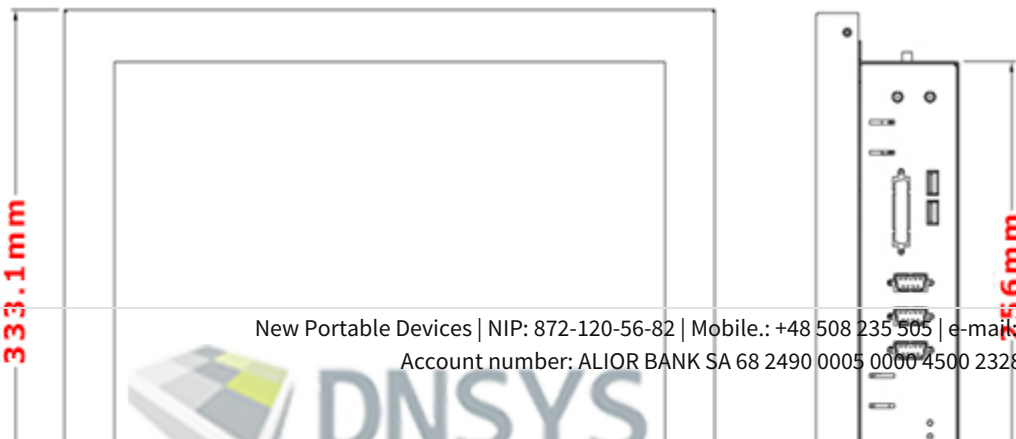 333.1mm
256mm
New Portable Devices | NIP: 872-120-56-82 | Mobile.: +48 508 235 505 | e-mail:
Account number: ALIOR BANK SA 68 2490 0005 0000 4500 2328
DNSYS